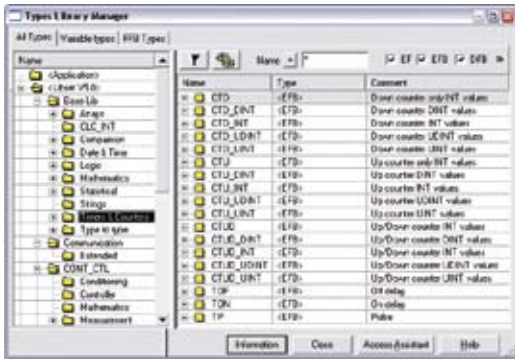 Types Library Manager
All Types Variable types FFB Types
Name
<Application>
<Libset V5.0>
Base Lib
Arrays
CLC_INT
Comparison
Date & Time
Logic
Mathematics
Statistical
Strings
Timers & Counters
Type to type
Communication
Extended
CONT_CTL
Conditioning
Controller
Mathematics
Measurement
Name * EF EFB DFB »
Name Type Comment
CTD <EFB> Down counter only INT values
CTD_DINT <EFB> Down counter DINT values
CTD_INT <EFB> Down counter INT values
CTD_UDINT <EFB> Down counter UDINT values
CTD_UINT <EFB> Down counter UINT values
CTU <EFB> Up counter only INT values
CTU_DINT <EFB> Up counter DINT values
CTU_INT <EFB> Up counter INT values
CTU_UDINT <EFB> Up counter UDINT values
CTU_UINT <EFB> Up counter UINT values
CTUD <EFB> Up/Down counter INT values
CTUD_DINT <EFB> Up/Down counter DINT values
CTUD_INT <EFB> Up/Down counter INT values
CTUD_UDINT <EFB> Up/Down counter UDINT values
CTUD_UINT <EFB> Up/Down counter UINT values
TOF <EFB> Off delay
TON <EFB> On delay
TP <EFB> Pulse
Information Close Access Assistant Help